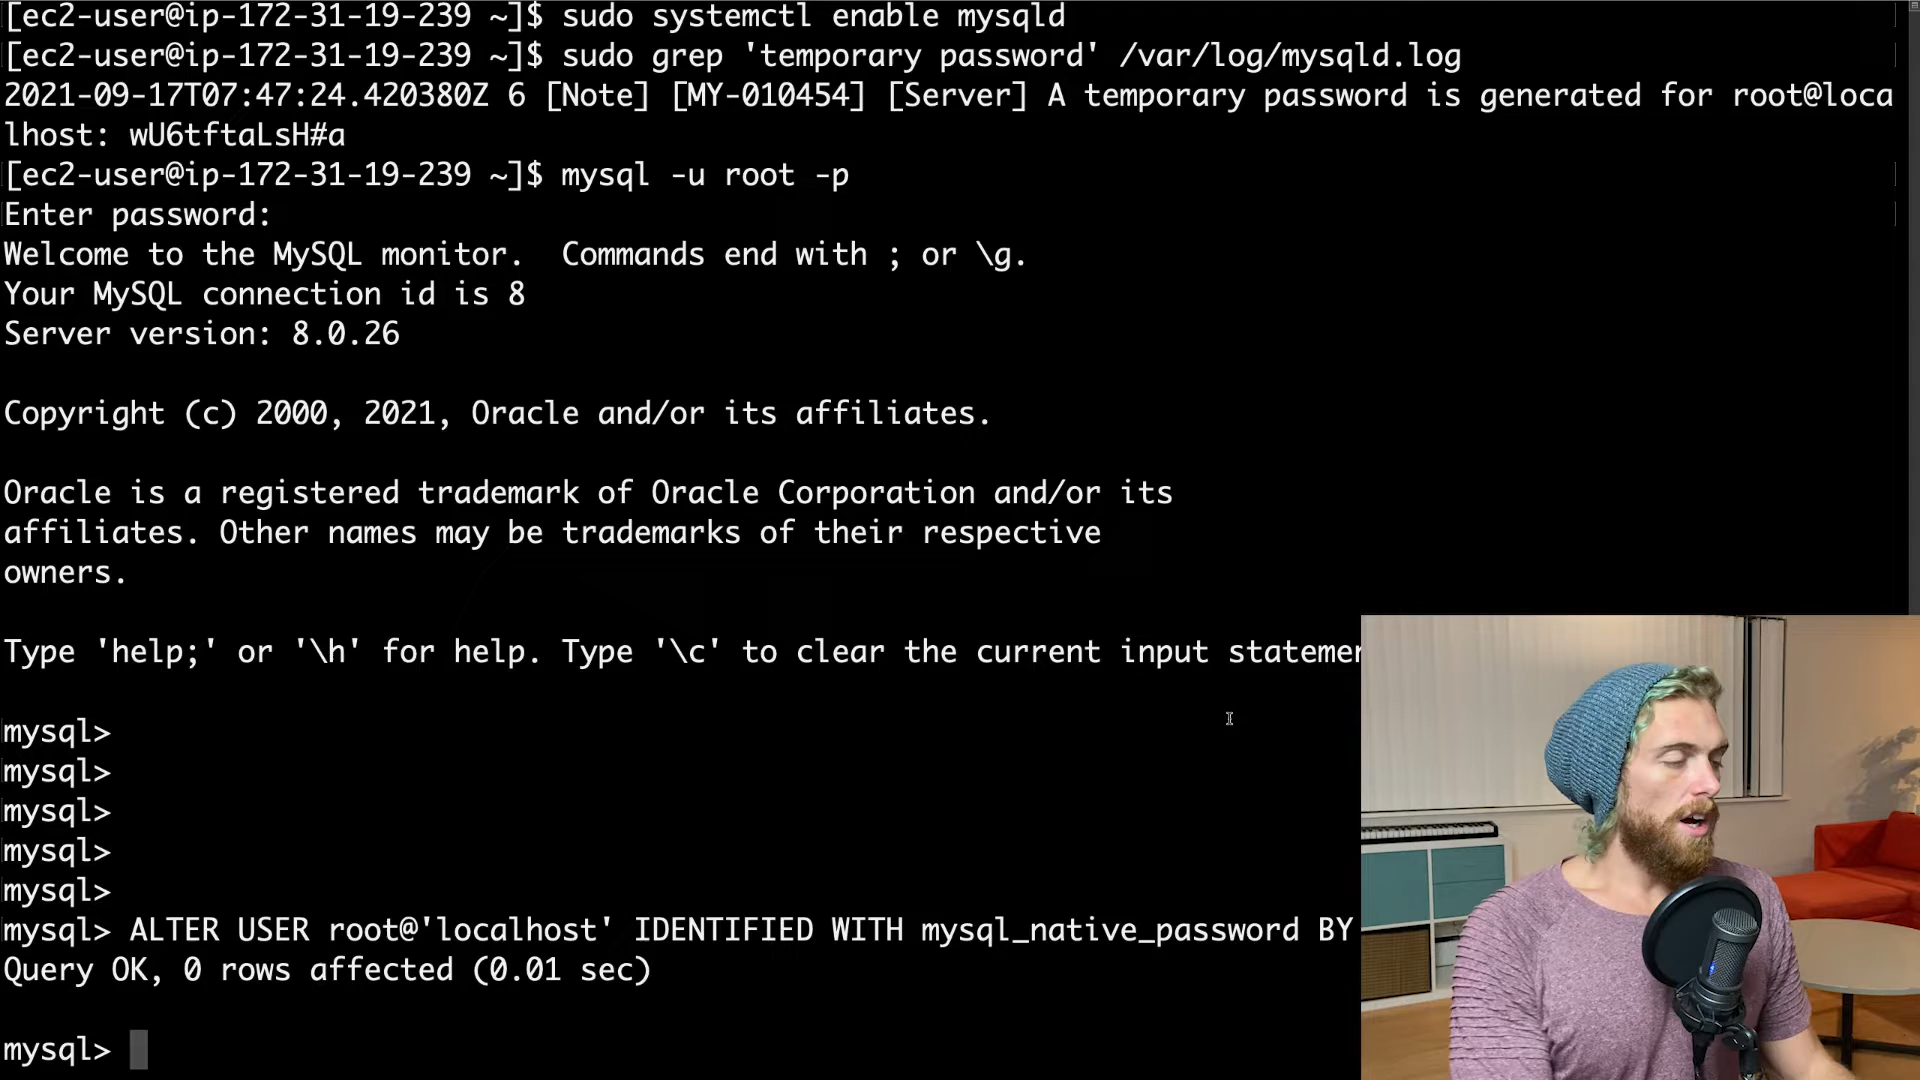 [ec2-user@ip-172-31-19-239 ~]$ sudo systemctl enable mysqld
[ec2-user@ip-172-31-19-239 ~]$ sudo grep 'temporary password' /var/log/mysqld.log
2021-09-17T07:47:24.420380Z 6 [Note] [MY-010454] [Server] A temporary password is generated for root@loca
lhost: wU6tftaLsH#a
[ec2-user@ip-172-31-19-239 ~]$ mysql -u root -p
Enter password:
Welcome to the MySQL monitor.  Commands end with ; or \g.
Your MySQL connection id is 8
Server version: 8.0.26
Copyright (c) 2000, 2021, Oracle and/or its affiliates.
Oracle is a registered trademark of Oracle Corporation and/or its
affiliates. Other names may be trademarks of their respective
owners.
Type 'help;' or '\h' for help. Type '\c' to clear the current input
mysql>
mysql>
mysql>
mysql>
mysql>
mysql> ALTER USER root@'localhost' IDENTIFIED WITH mysql_native_password BY
Query OK, 0 rows affected (0.01 sec)
mysql>